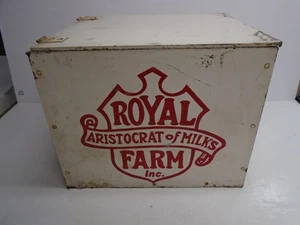 ROYAL
ARISTOCRAT of MILKS
FARM
Inc.